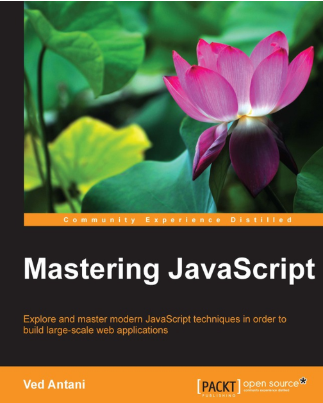 Community Experience Distilled
Mastering JavaScript
Explore and master modern JavaScript techniques in order to
build large-scale web applications
Ved Antani
[PACKT] open source*
PUBLISHING